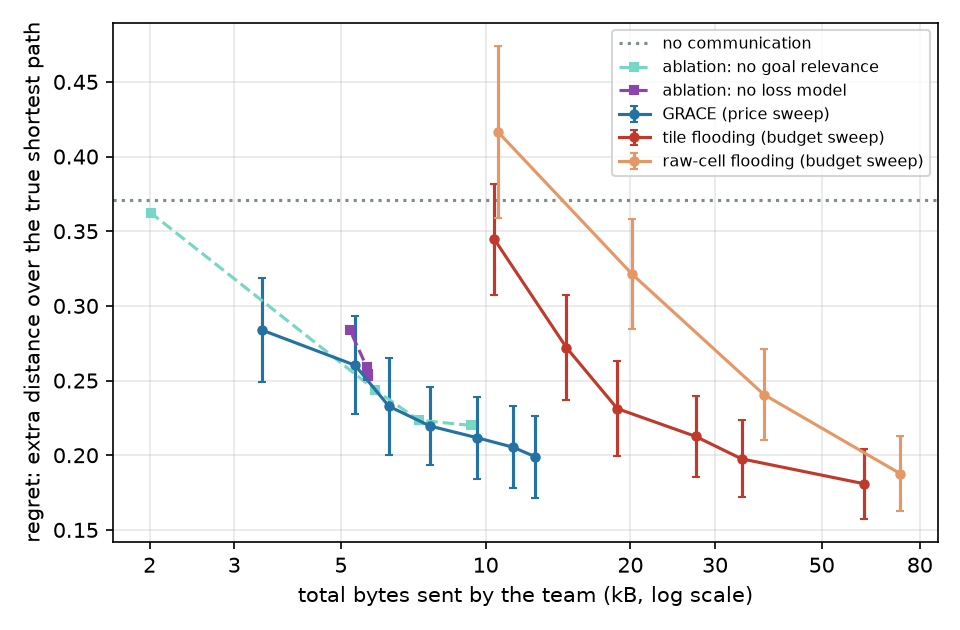 no communication
ablation: no goal relevance
ablation: no loss model
GRACE (price sweep)
tile flooding (budget sweep)
raw-cell flooding (budget sweep)
regret: extra distance over the true shortest path
0.45
0.40
0.35
0.30
0.25
0.20
0.15
2 3 5 10 20 30 50 80
total bytes sent by the team (kB, log scale)